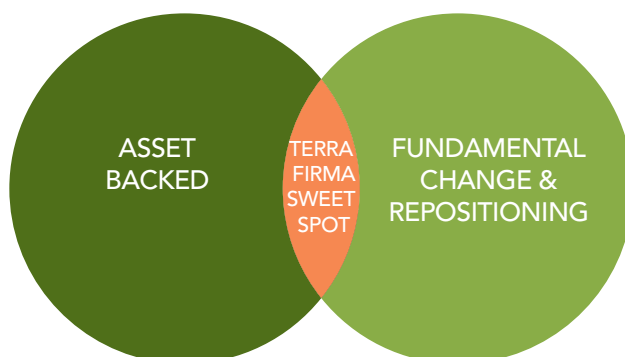 ASSET
BACKED
TERRA
FIRMA
SWEET
SPOT
FUNDAMENTAL
CHANGE &
REPOSITIONING